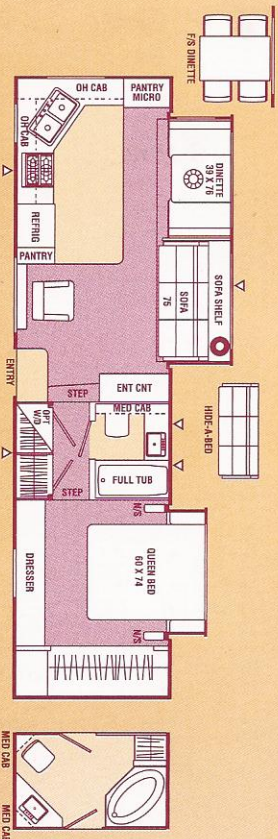 F/S DINETTE
OH CAB
PANTRY
MICRO
OH CAB
DINETTE
39 X 76
REFRIG
PANTRY
SOFA SHELF
SOFA
75
HIDE-A-BED
ENTRY
STEP
ENT CNT
OPT
W/D
MED CAB
FULL TUB
STEP
N/S
QUEEN BED
60 X 74
N/S
DRESSER
MED CAB
MED CAB